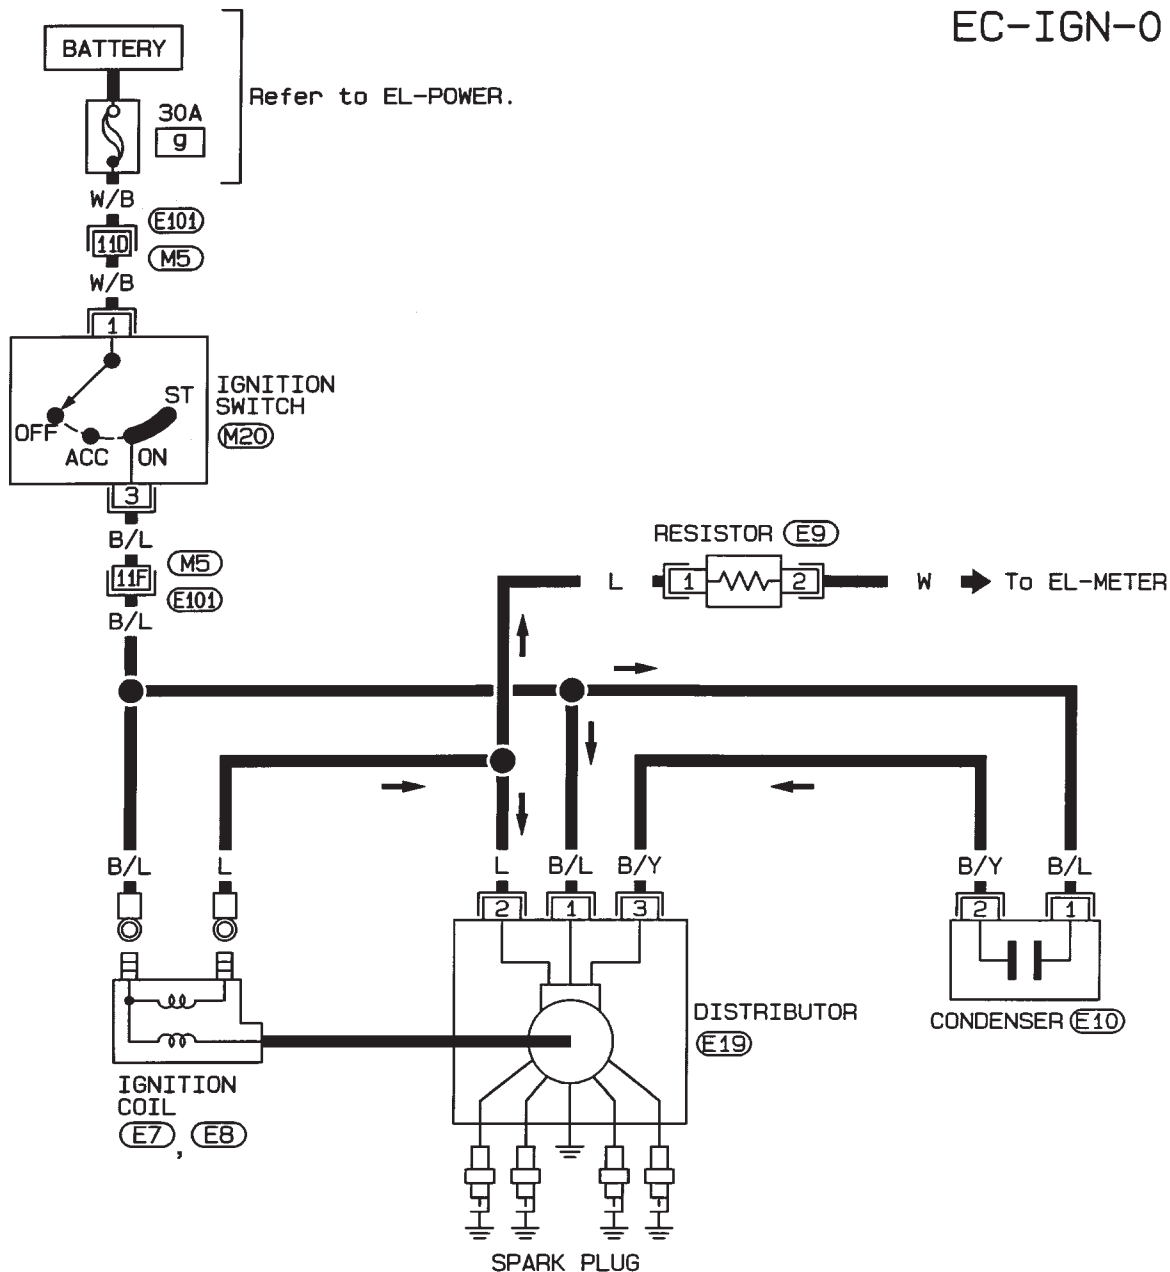 EC-IGN-0
BATTERY
Refer to EL-POWER.
30A
g
W/B
E101
11D
M5
W/B
1
IGNITION
SWITCH
M20
ST
OFF
ACC
ON
3
B/L
M5
11F
E101
B/L
RESISTOR E9
L
1
2
W
To EL-METER
B/L
L
L
B/L
B/Y
B/Y
B/L
2
1
3
2
1
DISTRIBUTOR
E19
CONDENSER E10
IGNITION
COIL
E7 , E8
SPARK PLUG